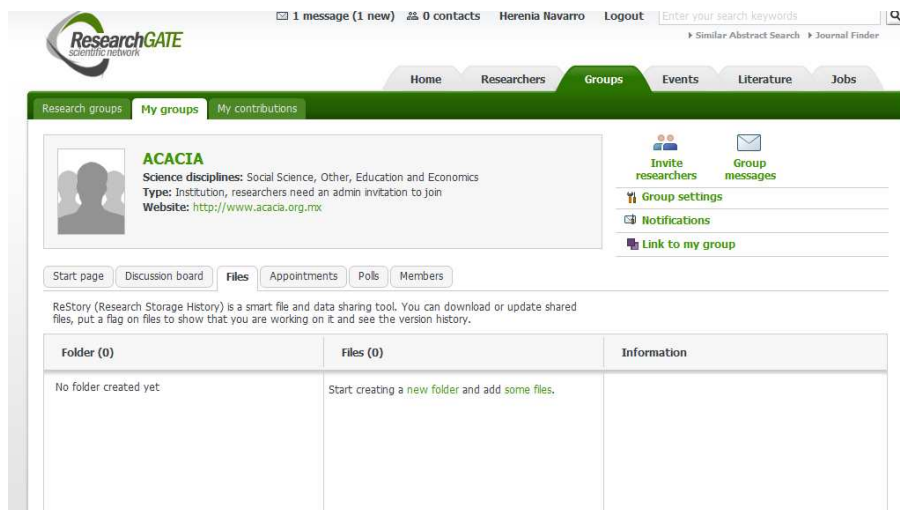 1 message (1 new) 0 contacts Herenia Navarro Logout Enter your search keywords
ResearchGATE
scientific network
Similar Abstract Search Journal Finder
Home Researchers Groups Events Literature Jobs
Research groups My groups My contributions
ACACIA
Science disciplines: Social Science, Other, Education and Economics
Type: Institution, researchers need an admin invitation to join
Website: http://www.acacia.org.mx
Invite researchers
Group messages
Group settings
Notifications
Link to my group
Start page Discussion board Files Appointments Polls Members
ReStory (Research Storage History) is a smart file and data sharing tool. You can download or update shared
files, put a flag on files to show that you are working on it and see the version history.
Folder (0) Files (0) Information
No folder created yet Start creating a new folder and add some files.